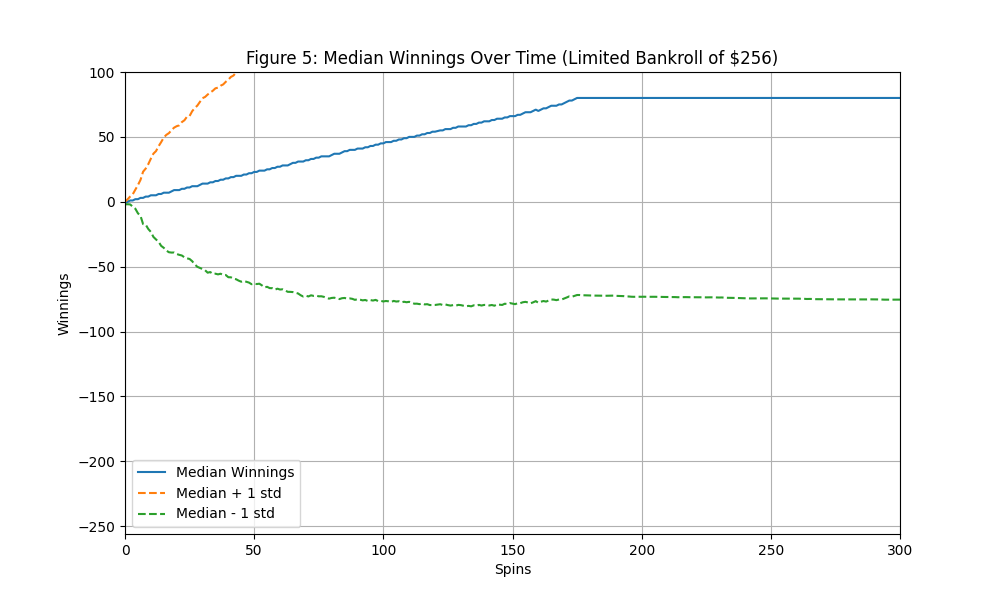 Figure 5: Median Winnings Over Time (Limited Bankroll of $256)
100
50
0
−50
−100
−150
−200
−250
Winnings
Median Winnings
Median + 1 std
Median - 1 std
0 50 100 150 200 250 300
Spins